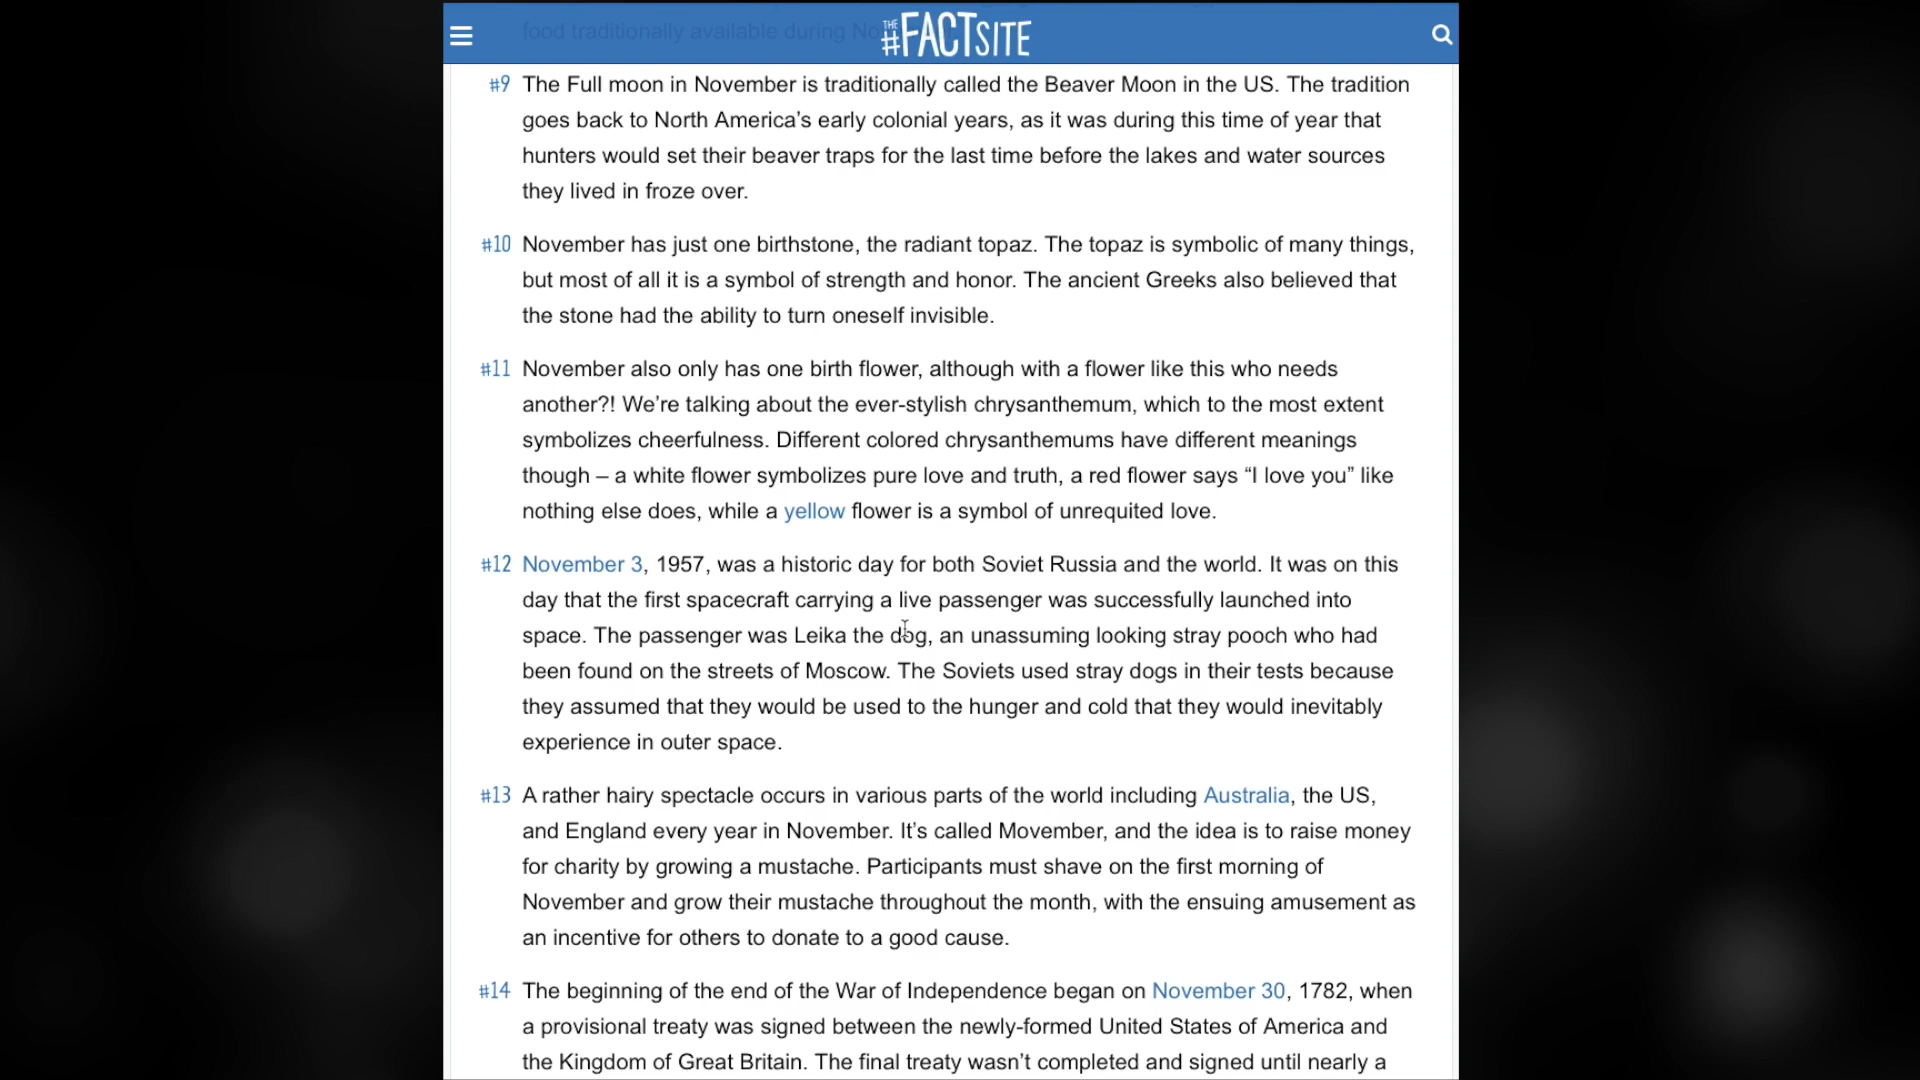 food traditionally available during No
THE #FACTSITE
#9 The Full moon in November is traditionally called the Beaver Moon in the US. The tradition
goes back to North America’s early colonial years, as it was during this time of year that
hunters would set their beaver traps for the last time before the lakes and water sources
they lived in froze over.
#10 November has just one birthstone, the radiant topaz. The topaz is symbolic of many things,
but most of all it is a symbol of strength and honor. The ancient Greeks also believed that
the stone had the ability to turn oneself invisible.
#11 November also only has one birth flower, although with a flower like this who needs
another?! We’re talking about the ever-stylish chrysanthemum, which to the most extent
symbolizes cheerfulness. Different colored chrysanthemums have different meanings
though – a white flower symbolizes pure love and truth, a red flower says “I love you” like
nothing else does, while a yellow flower is a symbol of unrequited love.
#12 November 3, 1957, was a historic day for both Soviet Russia and the world. It was on this
day that the first spacecraft carrying a live passenger was successfully launched into
space. The passenger was Leika the dog, an unassuming looking stray pooch who had
been found on the streets of Moscow. The Soviets used stray dogs in their tests because
they assumed that they would be used to the hunger and cold that they would inevitably
experience in outer space.
#13 A rather hairy spectacle occurs in various parts of the world including Australia, the US,
and England every year in November. It’s called Movember, and the idea is to raise money
for charity by growing a mustache. Participants must shave on the first morning of
November and grow their mustache throughout the month, with the ensuing amusement as
an incentive for others to donate to a good cause.
#14 The beginning of the end of the War of Independence began on November 30, 1782, when
a provisional treaty was signed between the newly-formed United States of America and
the Kingdom of Great Britain. The final treaty wasn’t completed and signed until nearly a